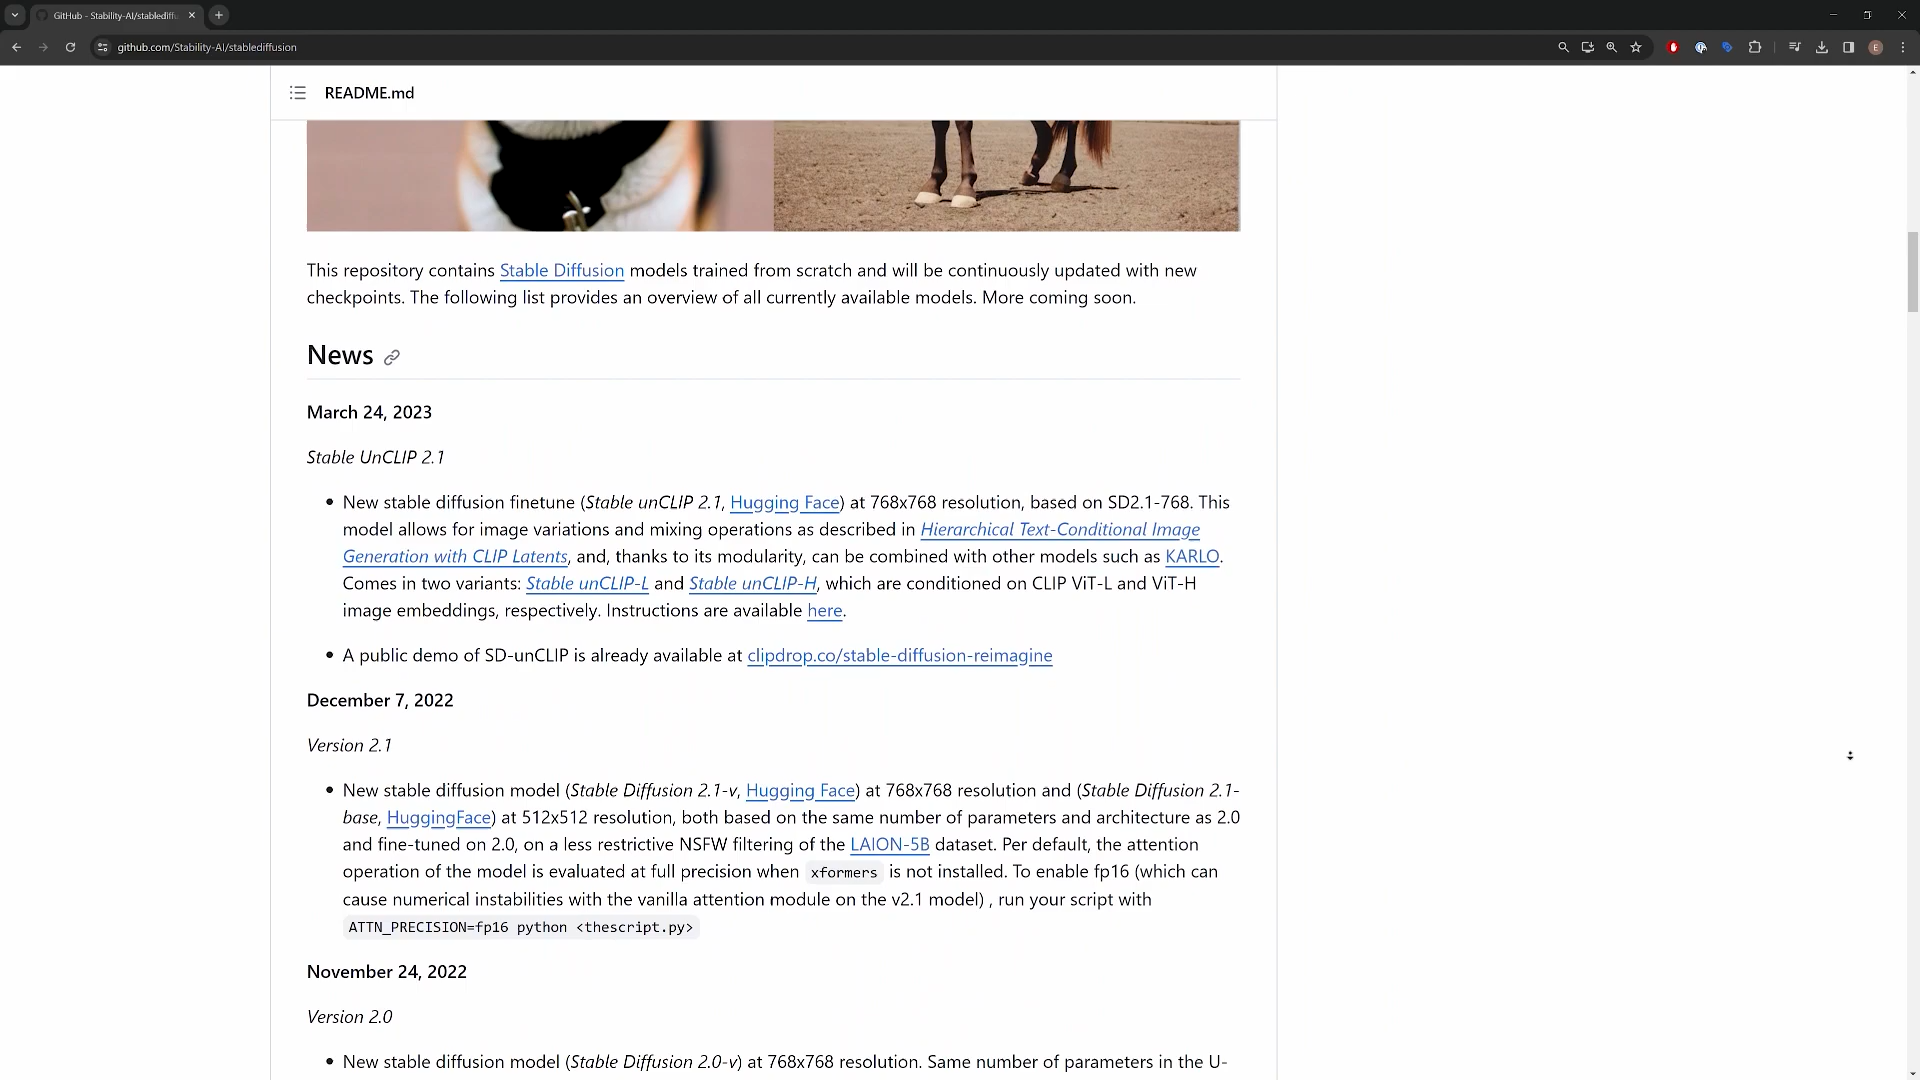 GitHub - Stability-AI/stablediffu
github.com/Stability-AI/stablediffusion
E
README.md
This repository contains Stable Diffusion models trained from scratch and will be continuously updated with new
checkpoints. The following list provides an overview of all currently available models. More coming soon.
News
March 24, 2023
Stable UnCLIP 2.1
New stable diffusion finetune (Stable unCLIP 2.1, Hugging Face) at 768x768 resolution, based on SD2.1-768. This
model allows for image variations and mixing operations as described in Hierarchical Text-Conditional Image
Generation with CLIP Latents, and, thanks to its modularity, can be combined with other models such as KARLO.
Comes in two variants: Stable unCLIP-L and Stable unCLIP-H, which are conditioned on CLIP ViT-L and ViT-H
image embeddings, respectively. Instructions are available here.
A public demo of SD-unCLIP is already available at clipdrop.co/stable-diffusion-reimagine
December 7, 2022
Version 2.1
New stable diffusion model (Stable Diffusion 2.1-v, Hugging Face) at 768x768 resolution and (Stable Diffusion 2.1-
base, HuggingFace) at 512x512 resolution, both based on the same number of parameters and architecture as 2.0
and fine-tuned on 2.0, on a less restrictive NSFW filtering of the LAION-5B dataset. Per default, the attention
operation of the model is evaluated at full precision when xformers is not installed. To enable fp16 (which can
cause numerical instabilities with the vanilla attention module on the v2.1 model) , run your script with
ATTN_PRECISION=fp16 python <thescript.py>
November 24, 2022
Version 2.0
New stable diffusion model (Stable Diffusion 2.0-v) at 768x768 resolution. Same number of parameters in the U-